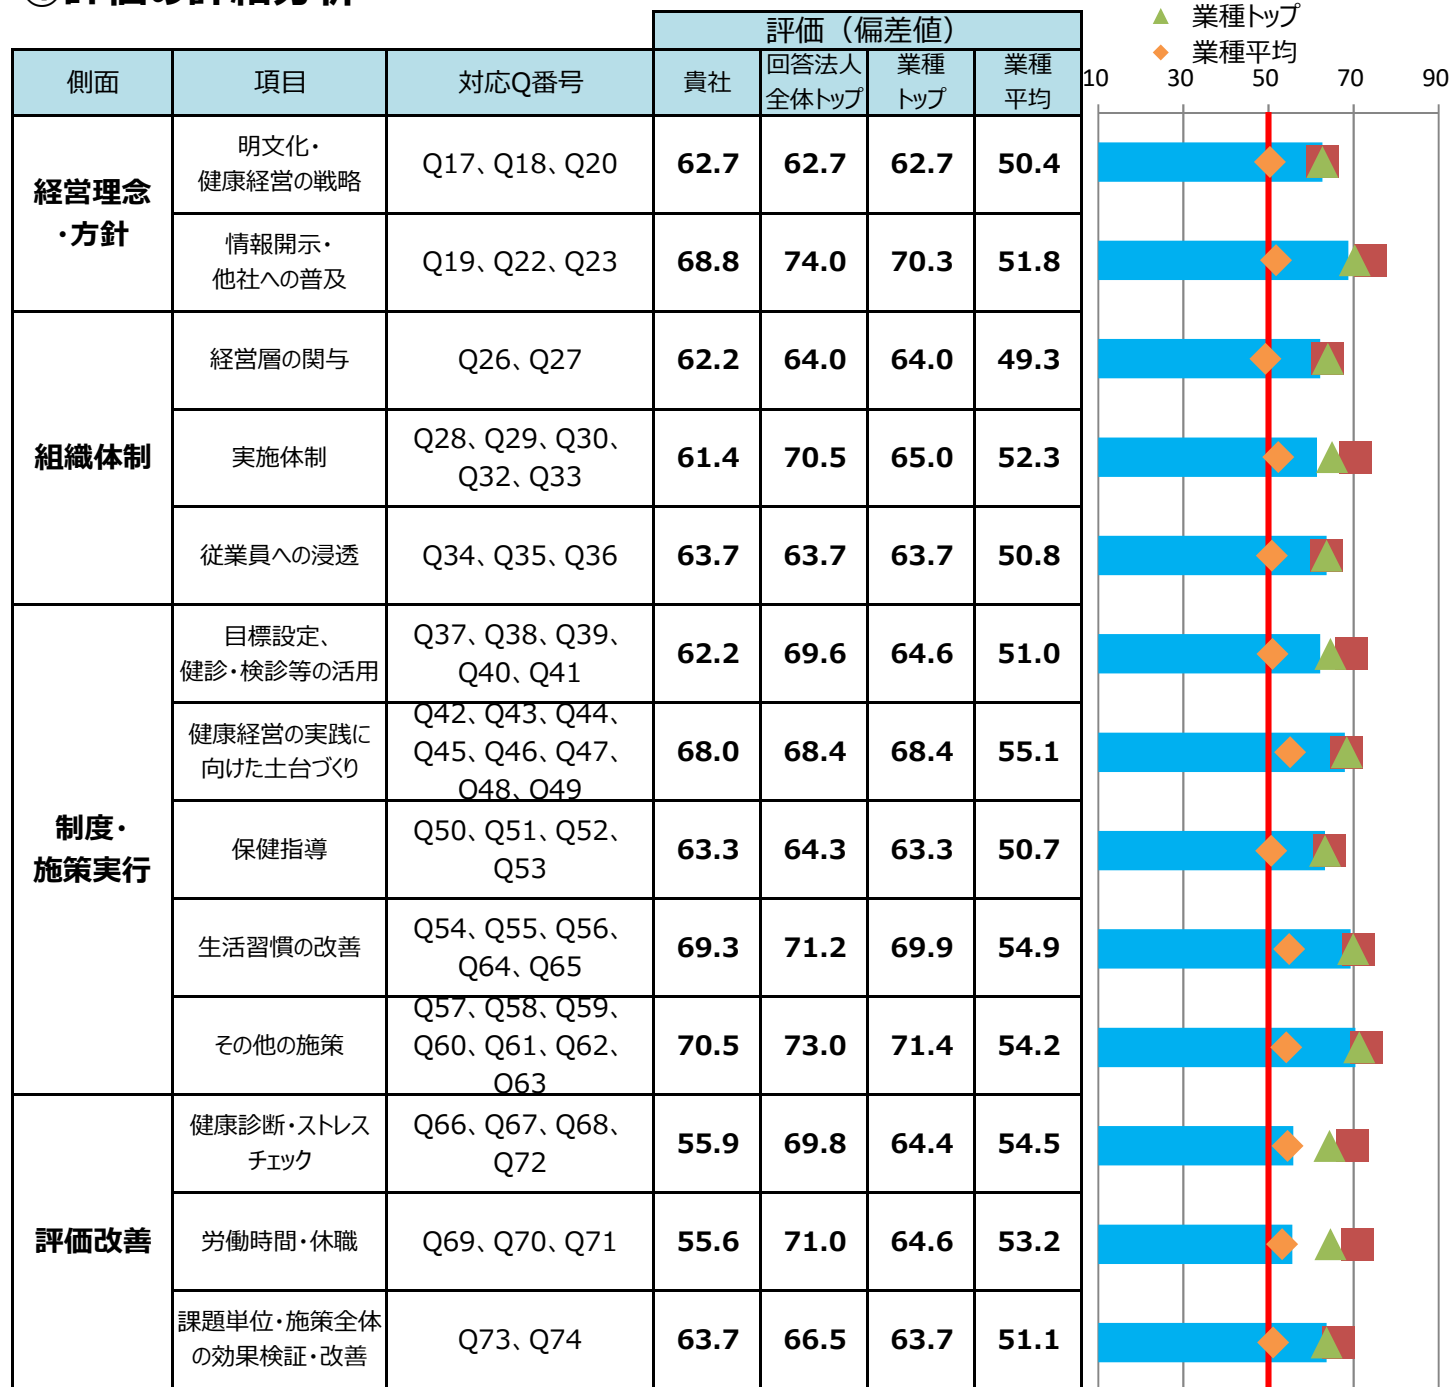 ①評価の詳細分析
業種トップ
業種平均
評価（偏差値）
側面 項目 対応Q番号 貴社 回答法人 全体トップ 業種 トップ 業種 平均
10 30 50 70 90
経営理念
・方針
明文化・
健康経営の戦略
Q17、Q18、Q20 62.7 62.7 62.7 50.4
情報開示・
他社への普及
Q19、Q22、Q23 68.8 74.0 70.3 51.8
組織体制
経営層の関与 Q26、Q27 62.2 64.0 64.0 49.3
実施体制
Q28、Q29、Q30、
Q32、Q33
61.4 70.5 65.0 52.3
従業員への浸透 Q34、Q35、Q36 63.7 63.7 63.7 50.8
制度・
施策実行
目標設定、
健診・検診等の活用
Q37、Q38、Q39、
Q40、Q41
62.2 69.6 64.6 51.0
健康経営の実践に
向けた土台づくり
Q42、Q43、Q44、
Q45、Q46、Q47、
Q48、Q49
68.0 68.4 68.4 55.1
保健指導
Q50、Q51、Q52、
Q53
63.3 64.3 63.3 50.7
生活習慣の改善
Q54、Q55、Q56、
Q64、Q65
69.3 71.2 69.9 54.9
その他の施策
Q57、Q58、Q59、
Q60、Q61、Q62、
Q63
70.5 73.0 71.4 54.2
評価改善
健康診断・ストレス
チェック
Q66、Q67、Q68、
Q72
55.9 69.8 64.4 54.5
労働時間・休職 Q69、Q70、Q71 55.6 71.0 64.6 53.2
課題単位・施策全体
の効果検証・改善
Q73、Q74 63.7 66.5 63.7 51.1